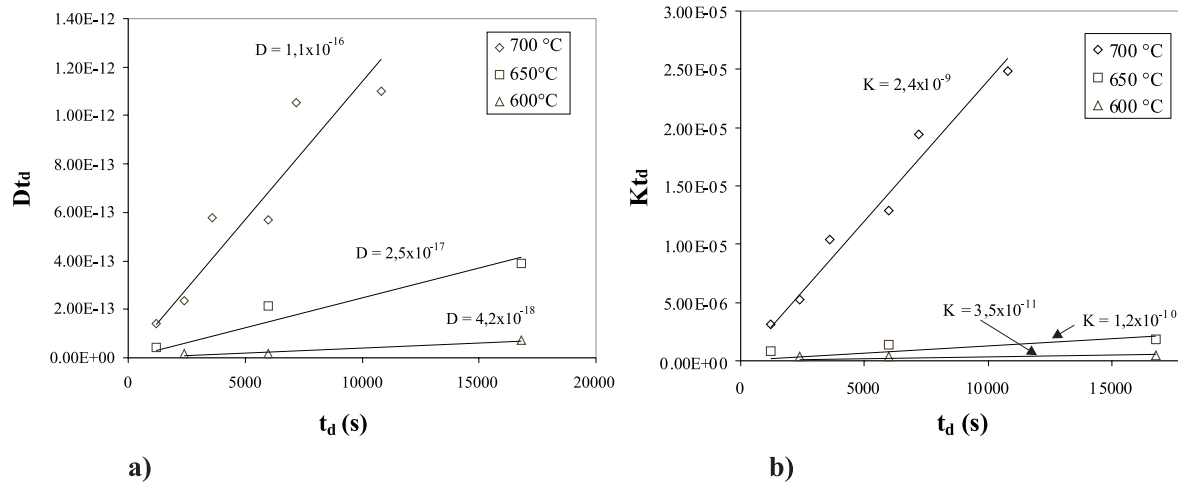 1.40E-12
1.20E-12
1.00E-12
8.00E-13
6.00E-13
4.00E-13
2.00E-13
0.00E+00
Dtd
D = 1,1x10-16
D = 2,5x10-17
D = 4,2x10-18
700 °C
650°C
600°C
0 5000 10000 15000 20000
td (s)
a)
3.00E-05
2.50E-05
2.00E-05
1.50E-05
1.00E-05
5.00E-06
0.00E+00
Ktd
K = 2,4x10-9
K = 3,5x10-11
K = 1,2x10-10
700 °C
650 °C
600 °C
0 5000 10000 15000
td (s)
b)